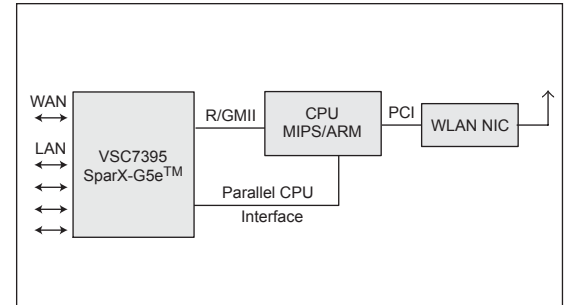 WAN
LAN
VSC7395
SparX-G5eTM
R/GMII
CPU
MIPS/ARM
PCI
WLAN NIC
Parallel CPU
Interface